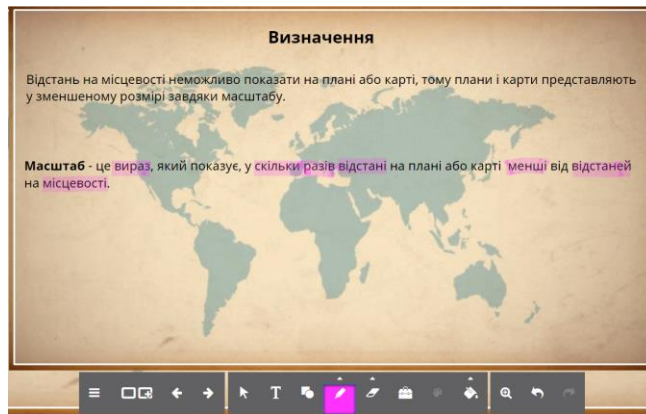 Визначення
Відстань на місцевості неможливо показати на плані або карті, тому плани і карти представляють
у зменшеному розмірі завдяки масштабу.
Масштаб - це вираз, який показує, у скільки разів відстані на плані або карті менші від відстаней
на місцевості.
T